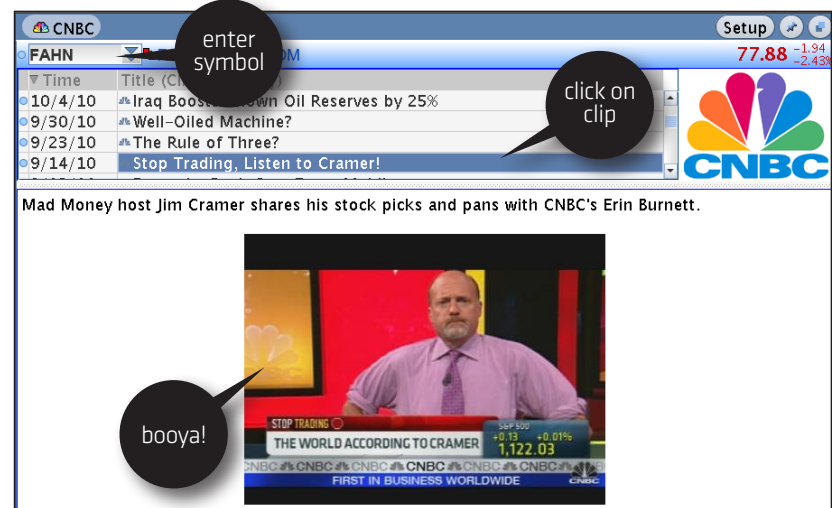 CNBC
Setup
enter
symbol
FAHN
77.88
-1.94
-2.43%
Time
Title
10/4/10
Iraq Boosts Own Oil Reserves by 25%
9/30/10
Well-Oiled Machine?
9/23/10
The Rule of Three?
9/14/10
Stop Trading, Listen to Cramer!
click on
clip
CNBC
Mad Money host Jim Cramer shares his stock picks and pans with CNBC's Erin Burnett.
booya!
STOP TRADING
THE WORLD ACCORDING TO CRAMER
S&P 500
+0.13 +0.01%
1,122.03
CNBC CNBC CNBC CNBC CNBC CNBC CNBC
FIRST IN BUSINESS WORLDWIDE
CNBC